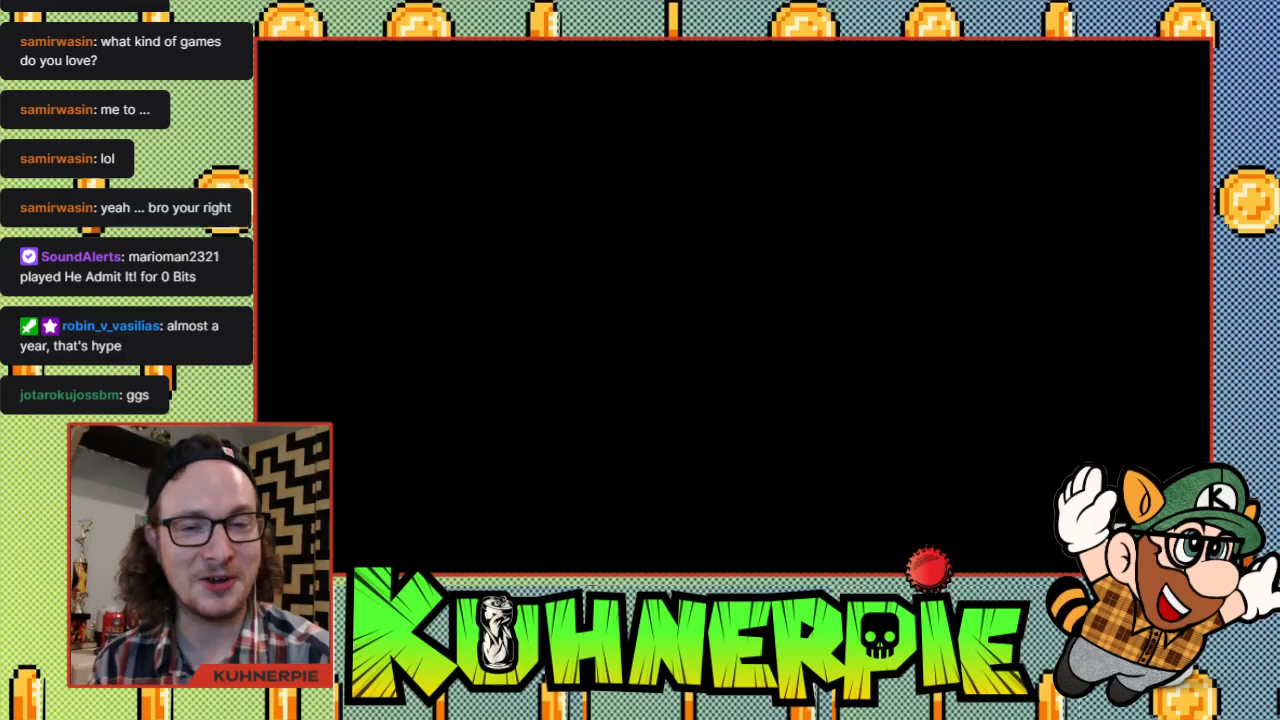 samirwasin: what kind of games
do you love?
samirwasin: me to ...
samirwasin: lol
samirwasin: yeah ... bro your right
SoundAlerts: marioman2321
played He Admit It! for 0 Bits
robin_v_vasilias: almost a
year, that's hype
jotarokujossbm: ggs
KUHNERPIE
KUHNERPIE
K